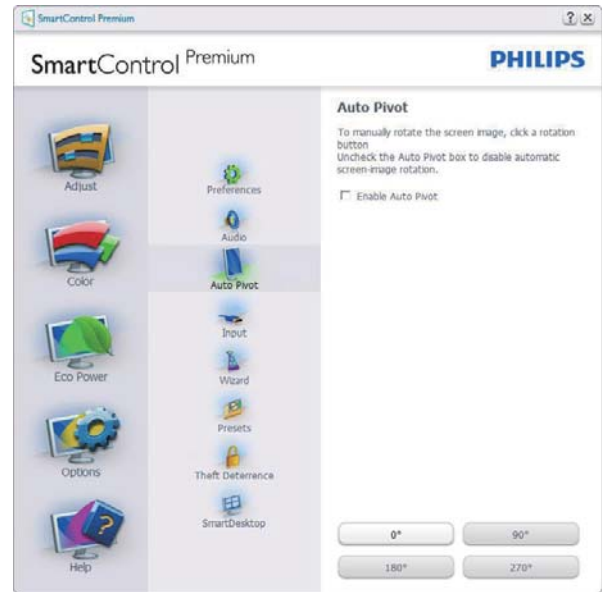 SmartControl Premium
? ×
SmartControl Premium
PHILIPS
Adjust
Color
Eco Power
Options
Help
Preferences
Audio
Auto Pivot
Input
Wizard
Presets
Theft Deterrence
SmartDesktop
Auto Pivot
To manually rotate the screen image, click a rotation
button
Uncheck the Auto Pivot box to disable automatic
screen-image rotation.
Enable Auto Pivot
0°
90°
180°
270°